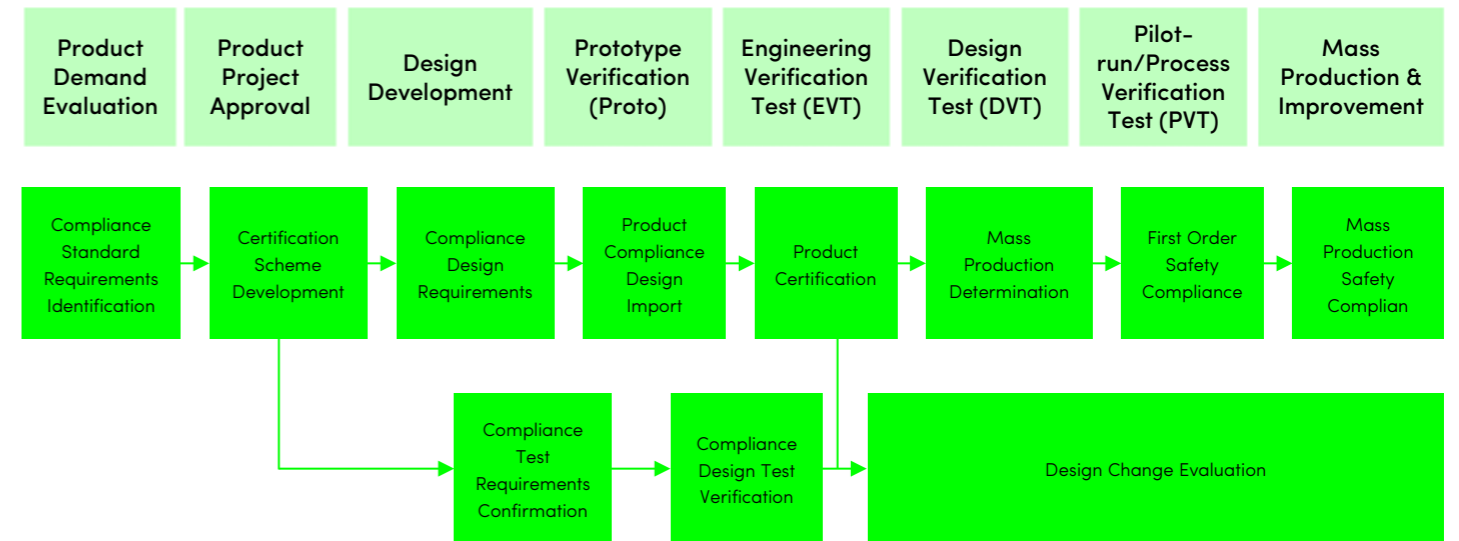 Product
Demand
Evaluation
Product
Project
Approval
Design
Development
Prototype
Verification
(Proto)
Engineering
Verification
Test (EVT)
Design
Verification
Test (DVT)
Pilot-
run/Process
Verification
Test (PVT)
Mass
Production &
Improvement
Compliance
Standard
Requirements
Identification
Certification
Scheme
Development
Compliance
Design
Requirements
Product
Compliance
Design
Import
Product
Certification
Mass
Production
Determination
First Order
Safety
Compliance
Mass
Production
Safety
Complian
Compliance
Test
Requirements
Confirmation
Compliance
Design Test
Verification
Design Change Evaluation